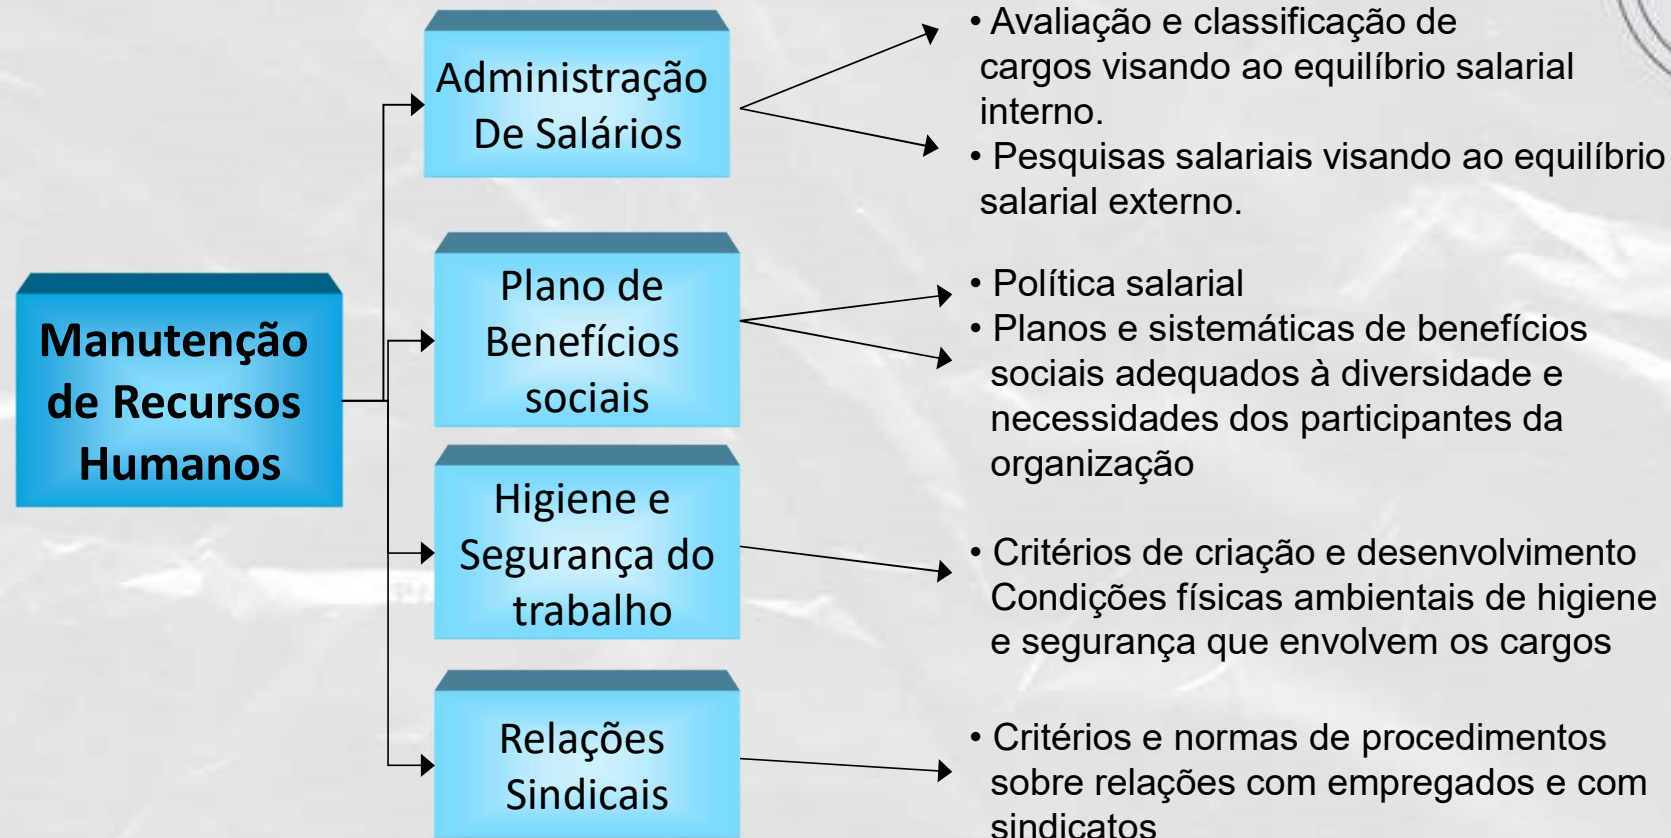 Manutenção
de Recursos
Humanos
Administração
De Salários
• Avaliação e classificação de
cargos visando ao equilíbrio salarial
interno.
• Pesquisas salariais visando ao equilíbrio
salarial externo.
Plano de
Benefícios
sociais
• Política salarial
• Planos e sistemáticas de benefícios
sociais adequados à diversidade e
necessidades dos participantes da
organização
Higiene e
Segurança do
trabalho
• Critérios de criação e desenvolvimento
Condições físicas ambientais de higiene
e segurança que envolvem os cargos
Relações
Sindicais
• Critérios e normas de procedimentos
sobre relações com empregados e com
sindicatos